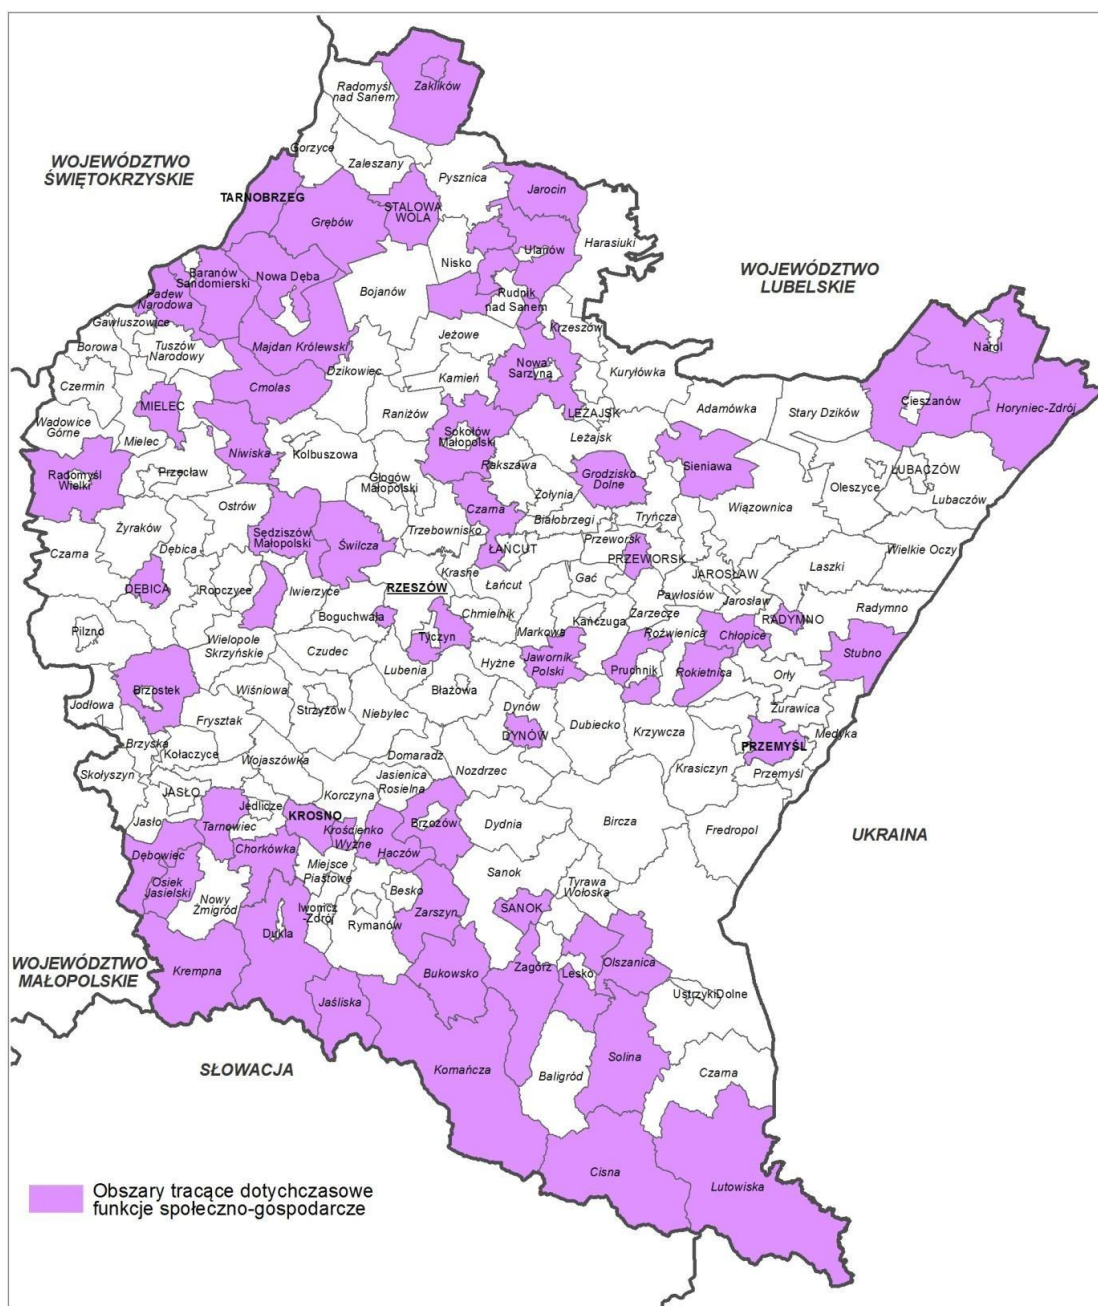 Radomyśl
nad Sanem
Zaklików
Gorzyce
Zaleszany
Pysznica
WOJEWÓDZTWO
ŚWIĘTOKRZYSKIE
TARNOBRZEG
Grębów
STALOWA
WOLA
Jarocin
Ulanów
Harasiuki
Nisko
WOJEWÓDZTWO
LUBELSKIE
Baranów
Sandomierski
Nowa Dęba
Padew
Narodowa
Bojanów
Rudnik
nad Sanem
Gawłuszowice
Krzeszów
Borowa
Tuszów
Narodowy
Majdan Królewski
Jeżowe
Narol
Dzikowiec
Nowa
Sarzyna
Kuryłówka
Czermin
Cmolas
Kamień
Cieszanów
Horyniec-Zdrój
MIELEC
Raniżów
LEŻAJSK
Adamówka
Stary Dzików
Wadowice
Górne
Mielec
Sokołów
Małopolski
Leżajsk
Niwiska
Kolbuszowa
Radomyśl
Wielki
Przecław
Głogów
Małopolski
Rakszawa
Grodzisko
Dolne
Sieniawa
LUBACZÓW
Oleszyce
Lubaczów
Żołynia
Ostrów
Czarna
Wiązownica
Żyraków
Sędziszów
Małopolski
Świlcza
Trzebownisko
Białobrzegi
Tryńcza
Czarna
Dębica
ŁAŃCUT
Przeworsk
PRZEWORSK
Wielkie Oczy
Krasne
Łańcut
Gać
JAROSŁAW
Laszki
DĘBICA
Ropczyce
Iwierzyce
RZESZÓW
Pawłosiów
Jarosław
Radymno
Boguchwała
Chmielnik
Kańczuga
Zarzecze
RADYMNO
Pilzno
Tyczyn
Markowa
Roźwienica
Chłopice
Wielopole
Skrzyńskie
Czudec
Lubenia
Hyżne
Jawornik
Polski
Pruchnik
Rokietnica
Stubno
Orły
Brzostek
Wiśniowa
Strzyżów
Błażowa
Jodłowa
Frysztak
Niebylec
Dynów
Dubiecko
Żurawica
Brzyska
Kołaczyce
DYNÓW
Krzywcza
PRZEMYŚL
Medyka
Skołyszyn
Wojaszówka
Domaradz
Nozdrzec
Krasiczyn
Przemyśl
JASŁO
Jasienica
Rosielna
Jedlicze
Korczyna
Jasło
Tarnowiec
KROSNO
Krościenko
Wyżne
Brzozów
Dydnia
Bircza
Fredropol
UKRAINA
Dębowiec
Chorkówka
Haczów
Miejsce
Piastowe
Osiek
Jasielski
Nowy
Żmigród
Besko
Sanok
Tyrawa
Wołoska
Iwonicz
-Zdrój
Rymanów
Zarszyn
SANOK
Dukla
WOJEWÓDZTWO
MAŁOPOLSKIE
Krempna
Bukowsko
Zagórz
Lesko
Olszanica
Jaśliska
UstrzykiDolne
SŁOWACJA
Komańcza
Baligród
Solina
Czarna
Cisna
Lutowiska
Obszary tracące dotychczasowe
funkcje społeczno-gospodarcze